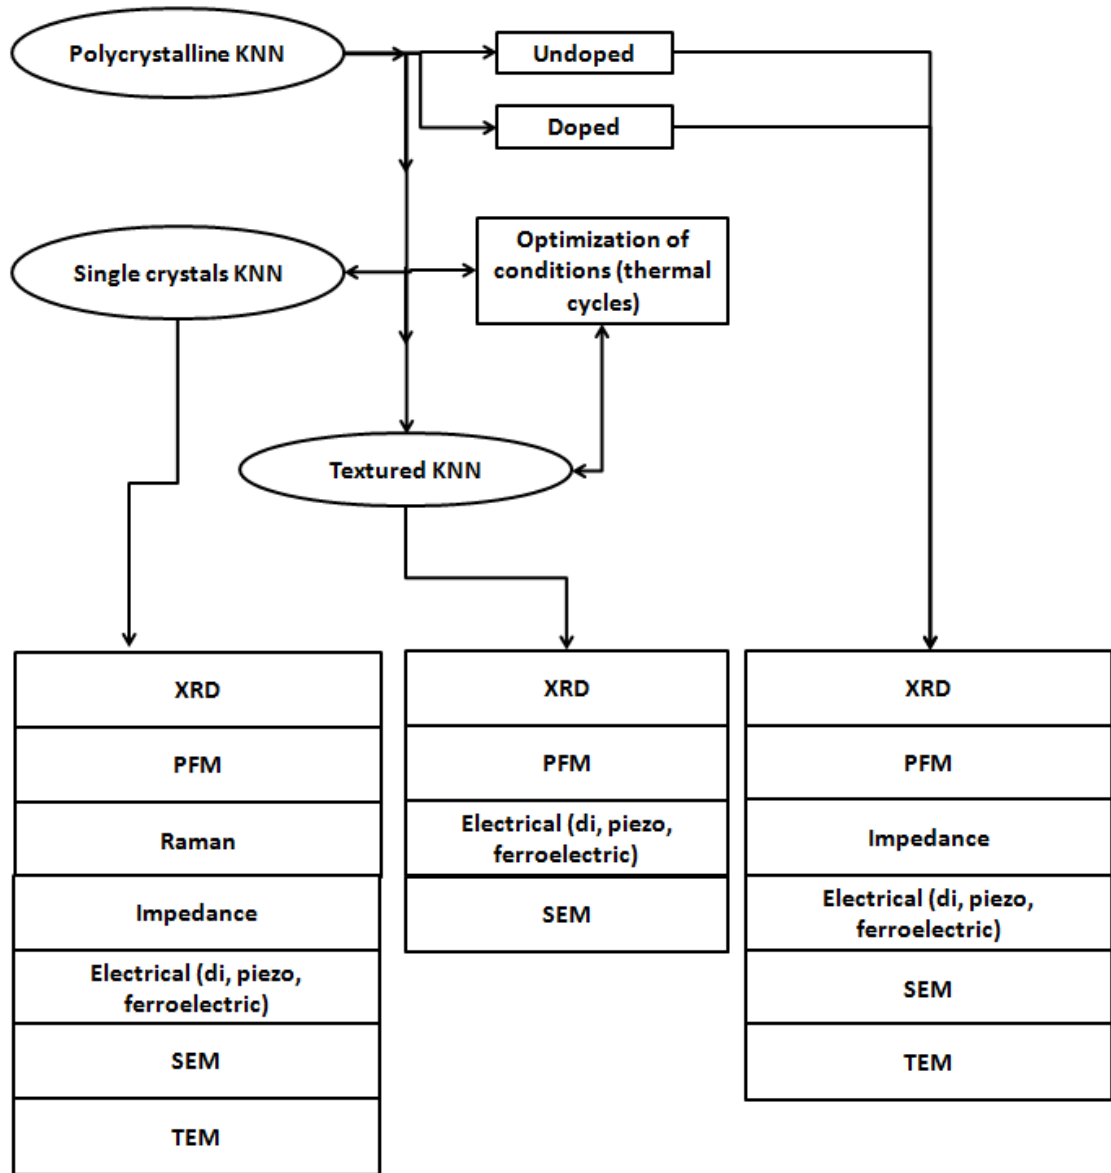 Polycrystalline KNN
Undoped
Doped
Single crystals KNN
Optimization of
conditions (thermal
cycles)
Textured KNN
XRD
PFM
Raman
Impedance
Electrical (di, piezo,
ferroelectric)
SEM
TEM
XRD
PFM
Electrical (di, piezo,
ferroelectric)
SEM
XRD
PFM
Impedance
Electrical (di, piezo,
ferroelectric)
SEM
TEM